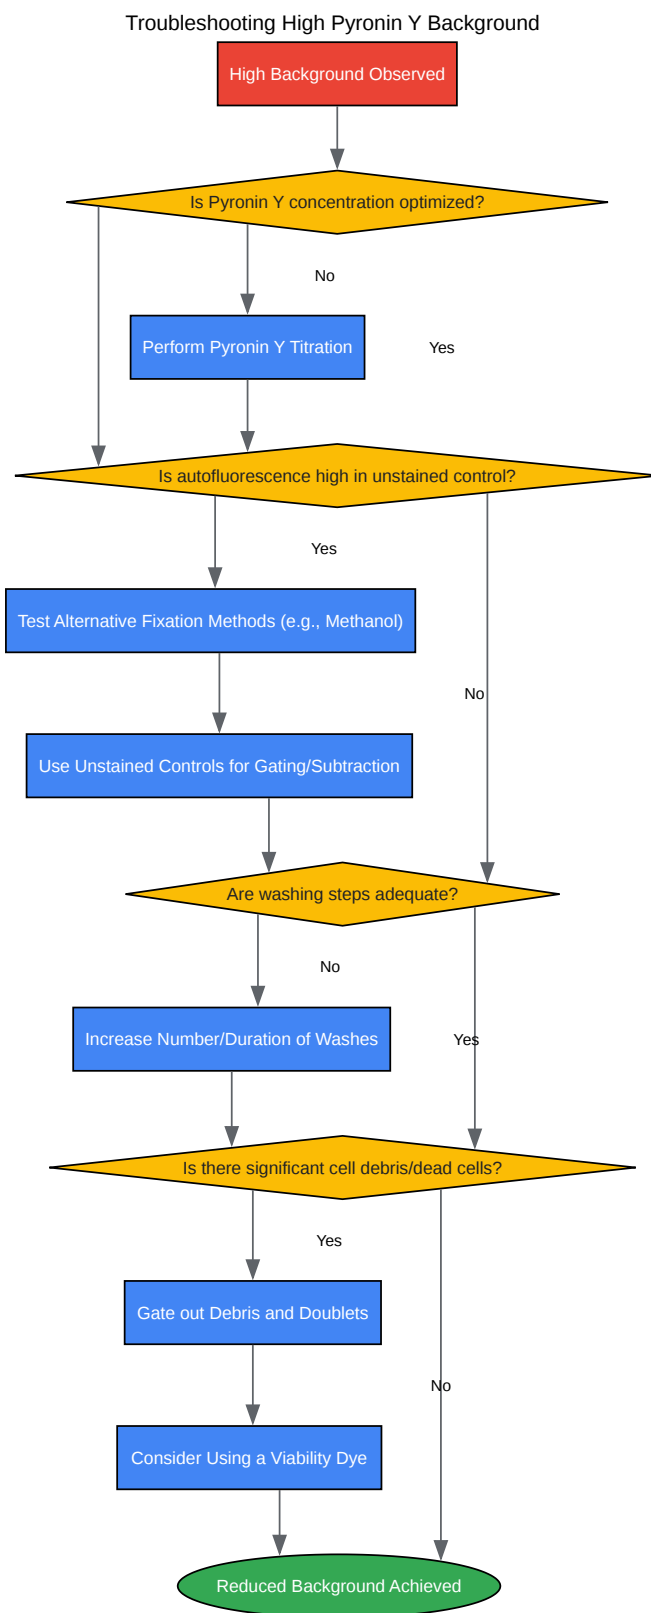 Troubleshooting High Pyronin Y Background
High Background Observed
Is Pyronin Y concentration optimized?
No
Perform Pyronin Y Titration
Yes
Is autofluorescence high in unstained control?
Yes
Test Alternative Fixation Methods (e.g., Methanol)
No
Use Unstained Controls for Gating/Subtraction
Are washing steps adequate?
No
Increase Number/Duration of Washes
Yes
Is there significant cell debris/dead cells?
Yes
Gate out Debris and Doublets
No
Consider Using a Viability Dye
Reduced Background Achieved